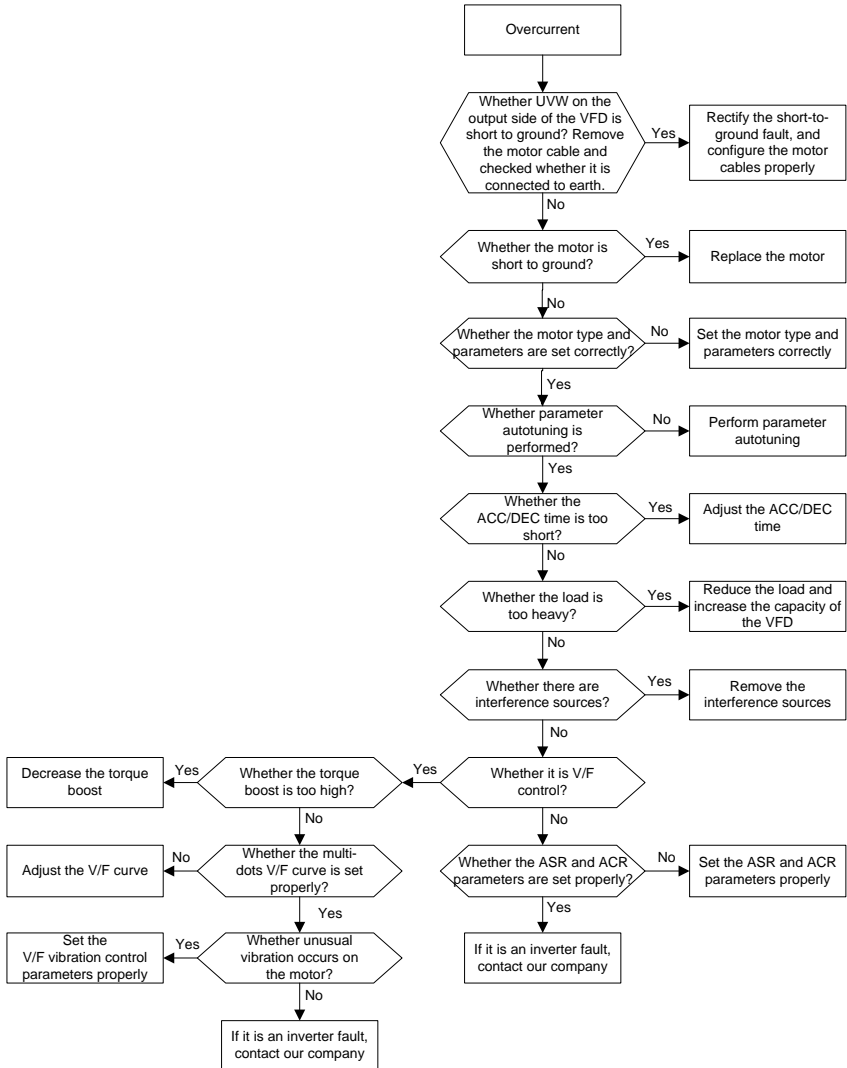 Overcurrent
Whether UVW on the
output side of the VFD is
short to ground? Remove
the motor cable and
checked whether it is
connected to earth.
Yes
Rectify the short-to-
ground fault, and
configure the motor
cables properly
No
Whether the motor is
short to ground?
Yes
Replace the motor
No
Whether the motor type and
parameters are set correctly?
No
Set the motor type and
parameters correctly
Yes
Whether parameter
autotuning is
performed?
No
Perform parameter
autotuning
Yes
Whether the
ACC/DEC time is too
short?
Yes
Adjust the ACC/DEC
time
No
Whether the load is
too heavy?
Yes
Reduce the load and
increase the capacity of
the VFD
No
Whether there are
interference sources?
Yes
Remove the
interference sources
No
Whether it is V/F
control?
Yes
Whether the torque
boost is too high?
Yes
Decrease the torque
boost
No
Whether the multi-
dots V/F curve is set
properly?
No
Adjust the V/F curve
Yes
Whether unusual
vibration occurs on
the motor?
Yes
Set the
V/F vibration control
parameters properly
No
If it is an inverter fault,
contact our company
No
Whether the ASR and ACR
parameters are set properly?
No
Set the ASR and ACR
parameters properly
Yes
If it is an inverter fault,
contact our company